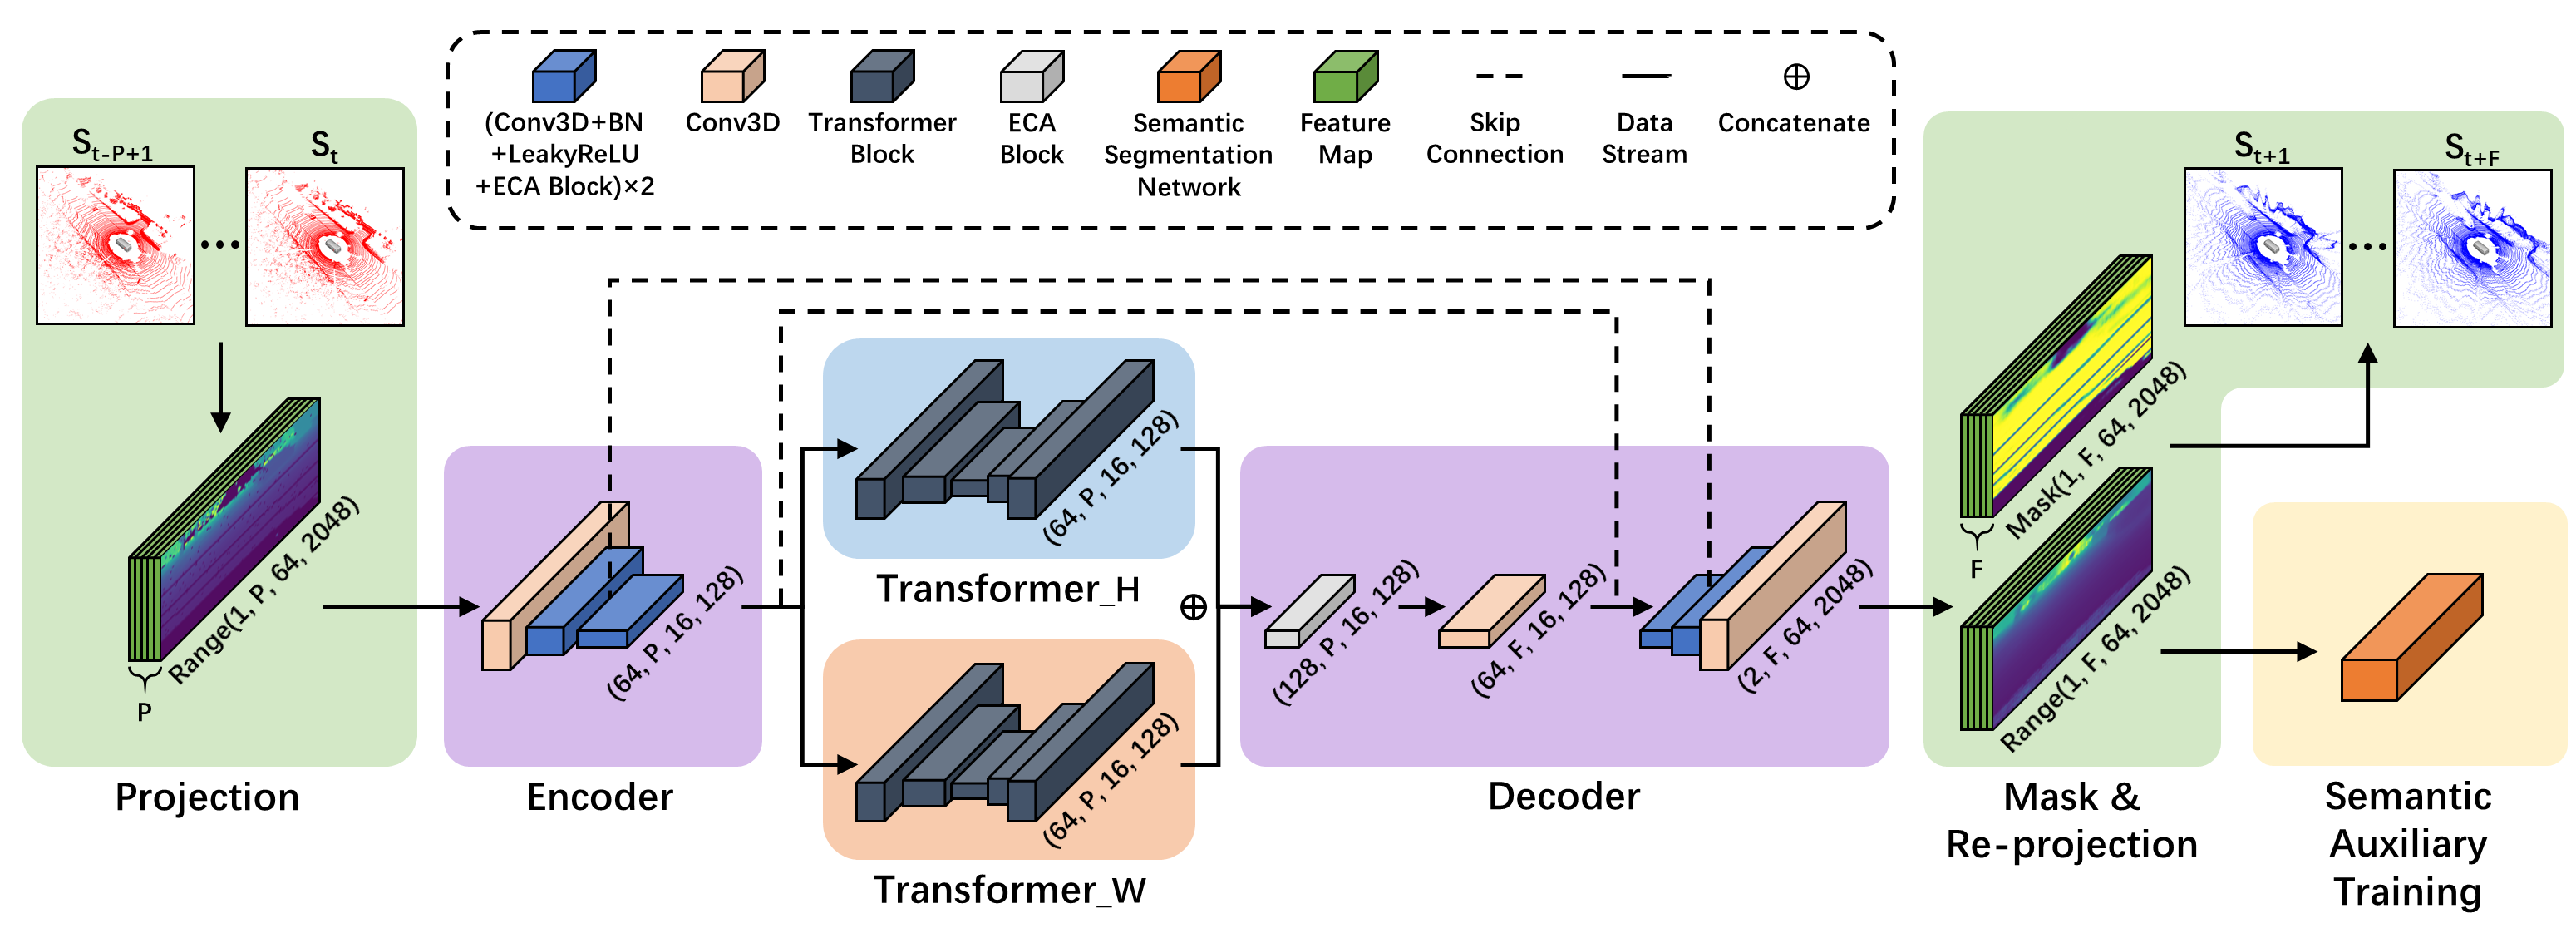 (Conv3D+BN
+LeakyReLU
+ECA Block)×2
Conv3D
Transformer
Block
ECA
Block
Semantic
Segmentation
Network
Feature
Map
Skip
Connection
Data
Stream
Concatenate
S_{t-P+1}
S_t
...
Range(1, P, 64, 2048)
P
Projection
(64, P, 16, 128)
Encoder
(64, P, 16, 128)
Transformer_H
(64, P, 16, 128)
Transformer_W
(128, P, 16, 128)
(64, F, 16, 128)
(2, F, 64, 2048)
Decoder
S_{t+1}
S_{t+F}
...
Mask(1, F, 64, 2048)
F
Range(1, F, 64, 2048)
Mask &
Re-projection
Semantic
Auxiliary
Training